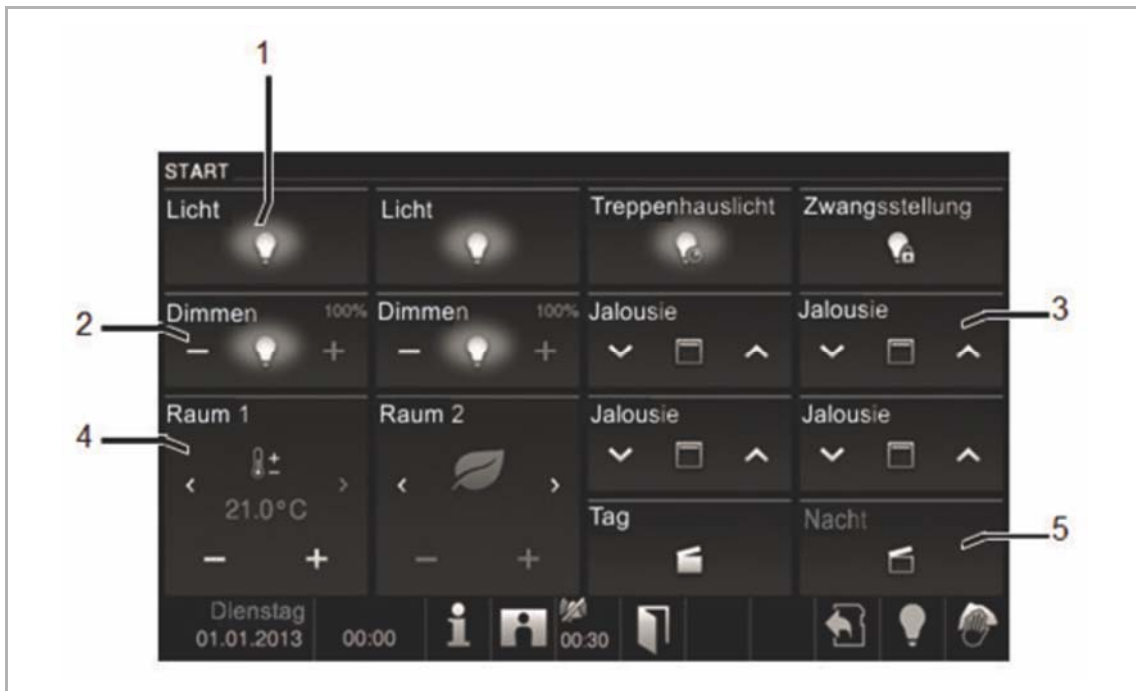 1
START
Licht Licht Treppenhauslicht Zwangsstellung
2 Dimmen 100% Dimmen 100% Jalousie Jalousie 3
4 Raum 1 Raum 2 Jalousie Jalousie
21.0°C
Tag Nacht 5
Dienstag
01.01.2013 00:00 00:30